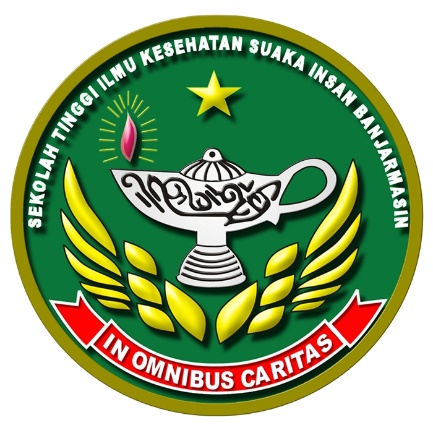 SEKOLAH TINGGI ILMU KESEHATAN SUAKA INSAN BANJARMASIN
IN OMNIBUS CARITAS